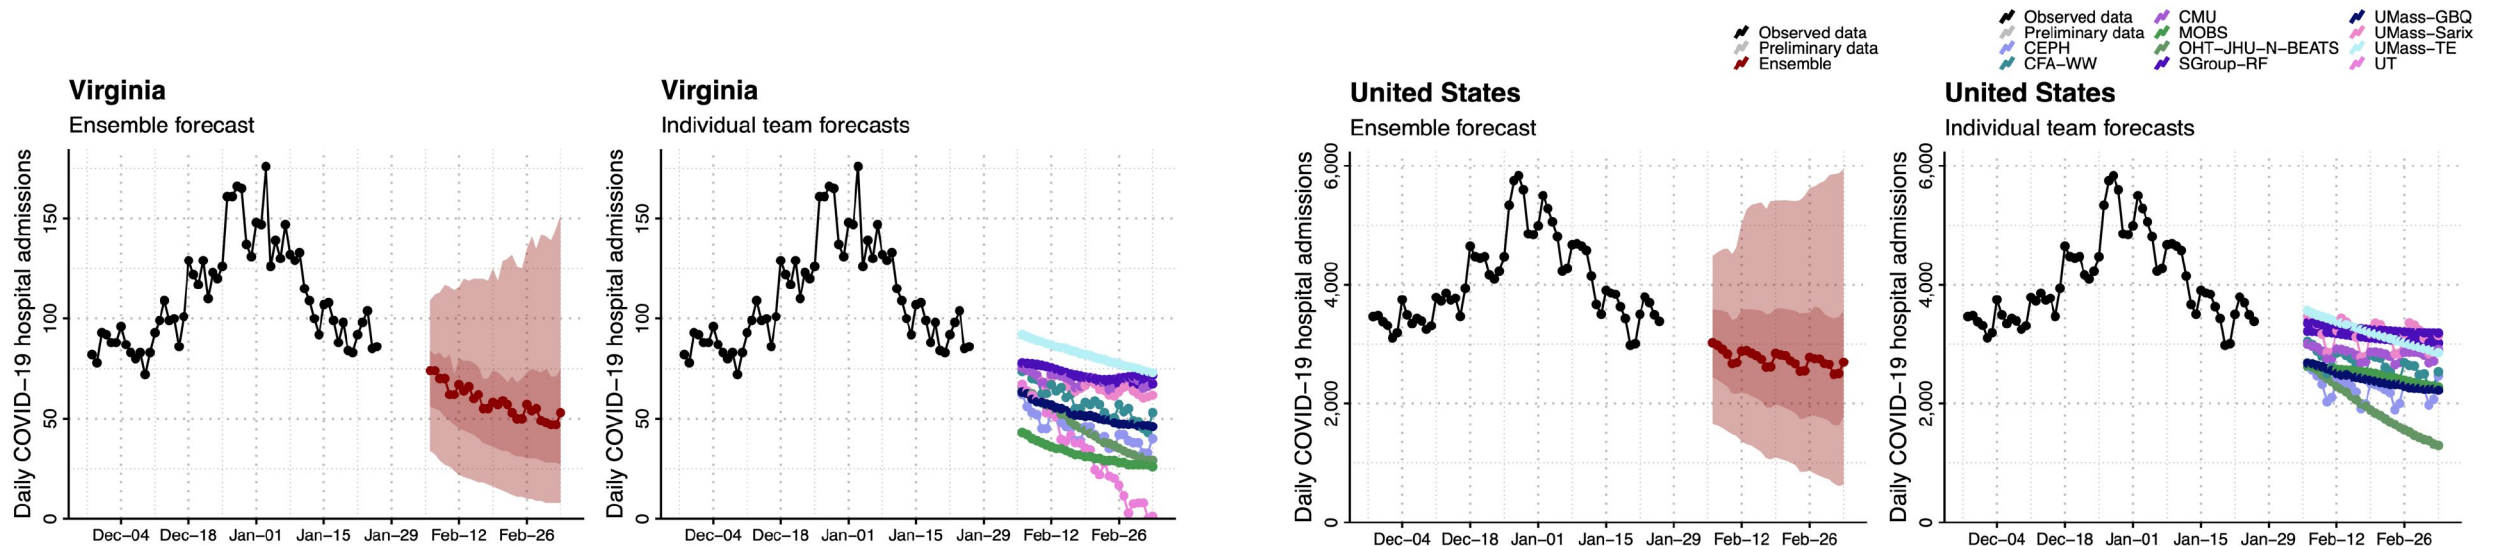 Observed data
Preliminary data
Ensemble
Observed data
Preliminary data
CEPH
CFA−WW
CMU
MOBS
OHT−JHU−N−BEATS
SGroup−RF
UMass−GBQ
UMass−Sarix
UMass−TE
UT
Virginia
Ensemble forecast
Daily COVID−19 hospital admissions
150
100
50
0
Dec−04 Dec−18 Jan−01 Jan−15 Jan−29 Feb−12 Feb−26
Virginia
Individual team forecasts
Daily COVID−19 hospital admissions
150
100
50
0
Dec−04 Dec−18 Jan−01 Jan−15 Jan−29 Feb−12 Feb−26
United States
Ensemble forecast
Daily COVID−19 hospital admissions
6,000
4,000
2,000
0
Dec−04 Dec−18 Jan−01 Jan−15 Jan−29 Feb−12 Feb−26
United States
Individual team forecasts
Daily COVID−19 hospital admissions
6,000
4,000
2,000
0
Dec−04 Dec−18 Jan−01 Jan−15 Jan−29 Feb−12 Feb−26